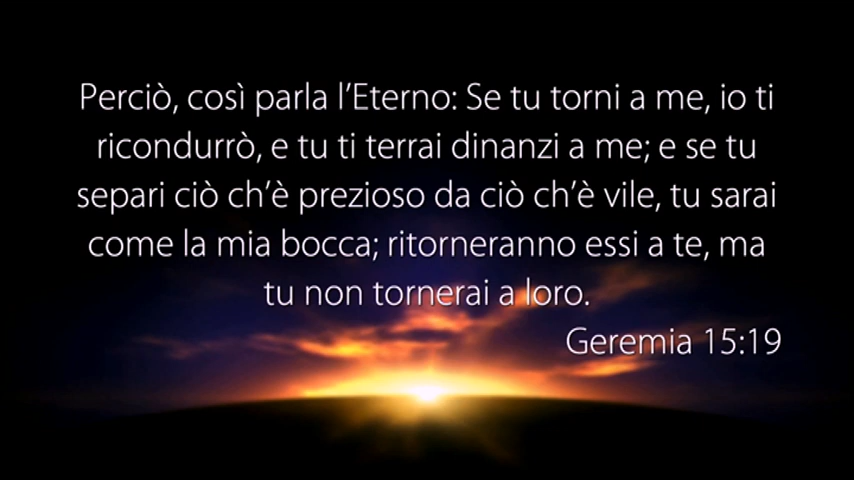 Perciò, così parla l’Eterno: Se tu torni a me, io ti
ricondurrò, e tu ti terrai dinanzi a me; e se tu
separi ciò ch’è prezioso da ciò ch’è vile, tu sarai
come la mia bocca; ritorneranno essi a te, ma
tu non tornerai a loro.
Geremia 15:19